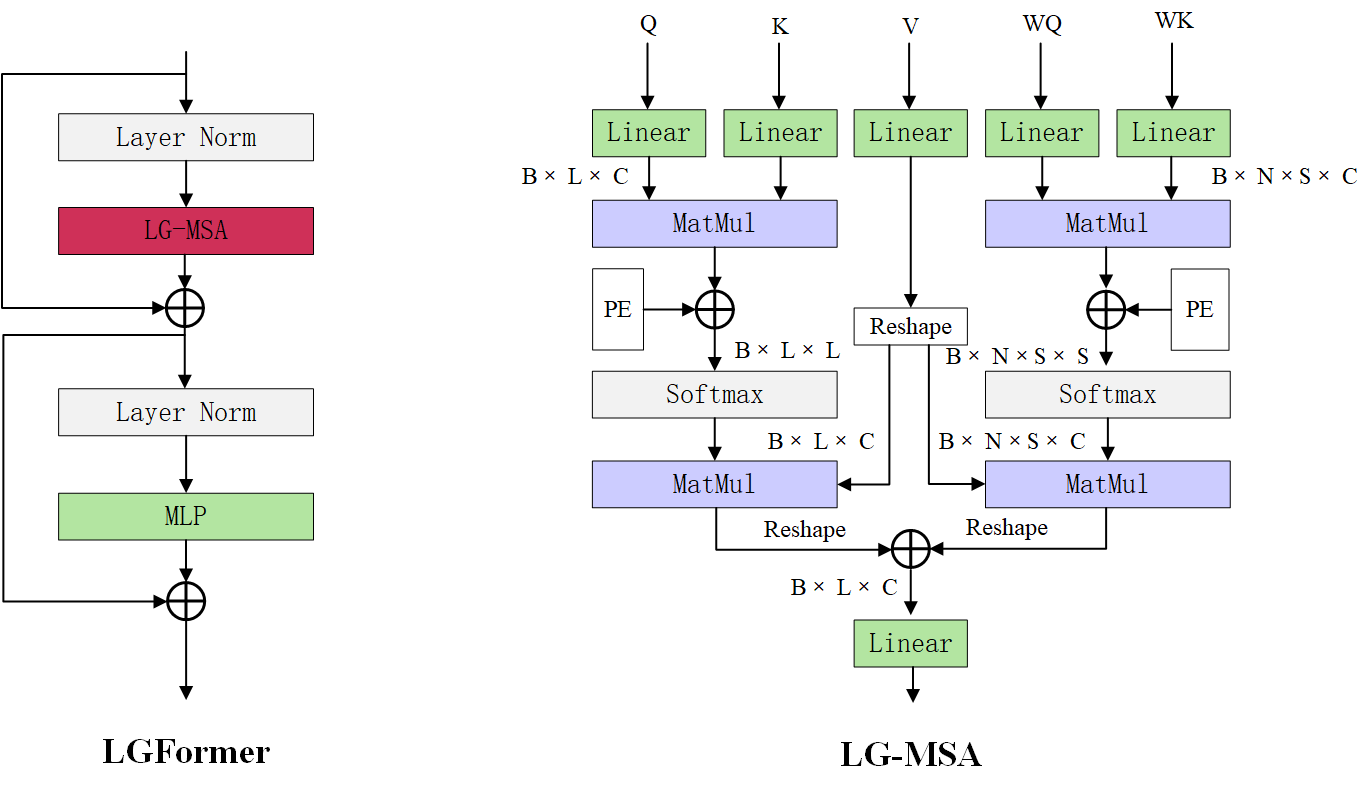 Layer Norm
LG-MSA
Layer Norm
MLP
LGFormer
Q K V WQ WK
Linear Linear Linear Linear Linear
B × L × C B × N × S × C
MatMul MatMul
PE PE
Reshape
B × L × L B × N × S × S
Softmax Softmax
B × L × C B × N × S × C
MatMul MatMul
Reshape Reshape
B × L × C
Linear
LG-MSA